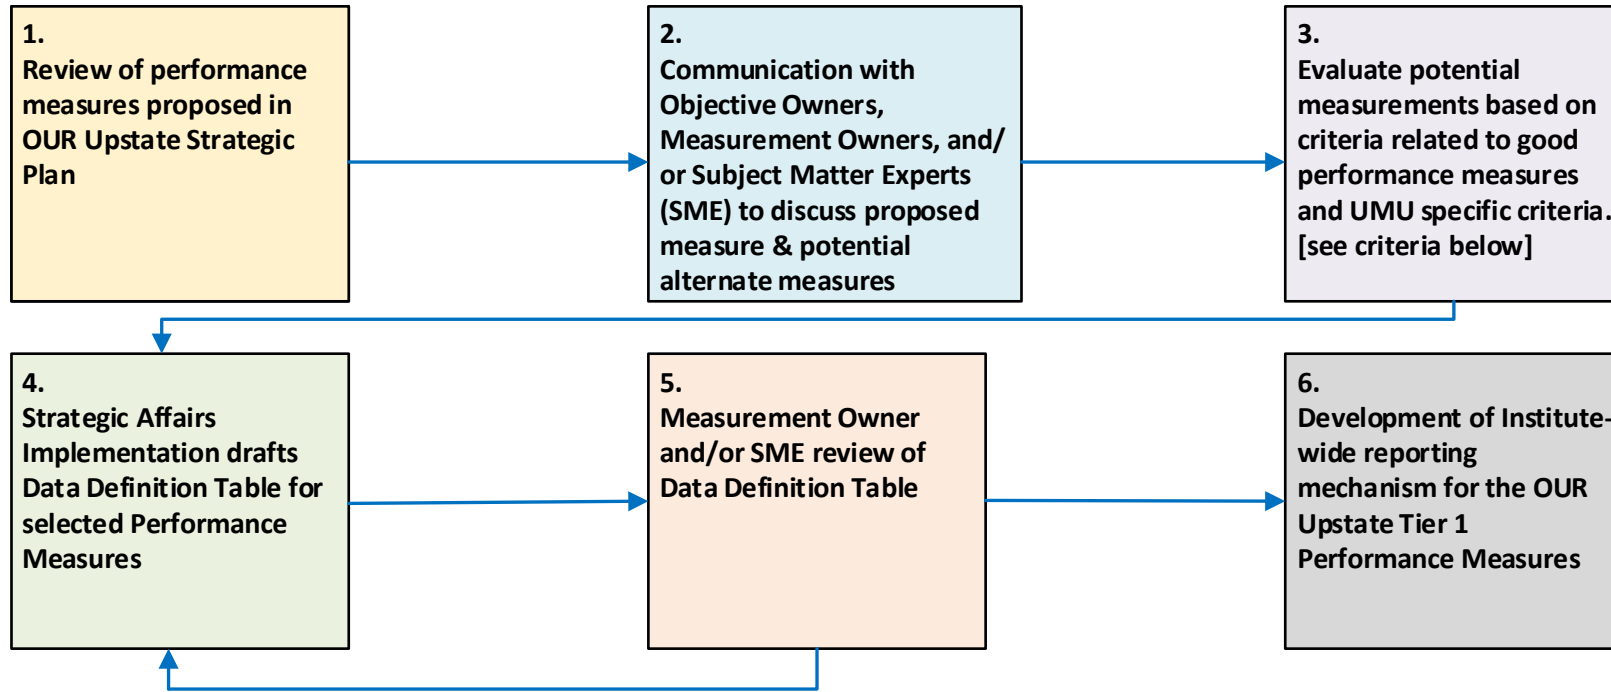 1.
Review of performance
measures proposed in
OUR Upstate Strategic
Plan
2.
Communication with
Objective Owners,
Measurement Owners, and/
or Subject Matter Experts
(SME) to discuss proposed
measure & potential
alternate measures
3.
Evaluate potential
measurements based on
criteria related to good
performance measures
and UMU specific criteria.
[see criteria below]
4.
Strategic Affairs
Implementation drafts
Data Definition Table for
selected Performance
Measures
5.
Measurement Owner
and/or SME review of
Data Definition Table
6.
Development of Institute-
wide reporting
mechanism for the OUR
Upstate Tier 1
Performance Measures